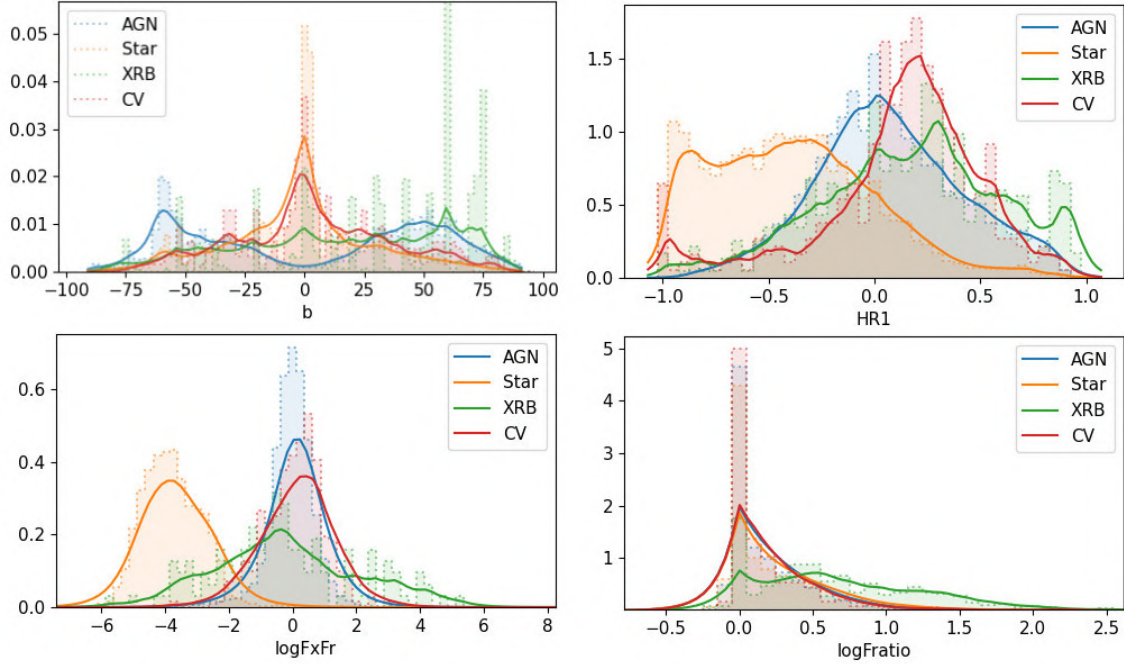 0.05
0.04
0.03
0.02
0.01
0.00
AGN
Star
XRB
CV
−100 −75 −50 −25 0 25 50 75 100
b
1.5
1.0
0.5
0.0
AGN
Star
XRB
CV
−1.0 −0.5 0.0 0.5 1.0
HR1
0.6
0.4
0.2
0.0
AGN
Star
XRB
CV
−6 −4 −2 0 2 4 6 8
logFxFr
5
4
3
2
1
AGN
Star
XRB
CV
−0.5 0.0 0.5 1.0 1.5 2.0 2.5
logFratio